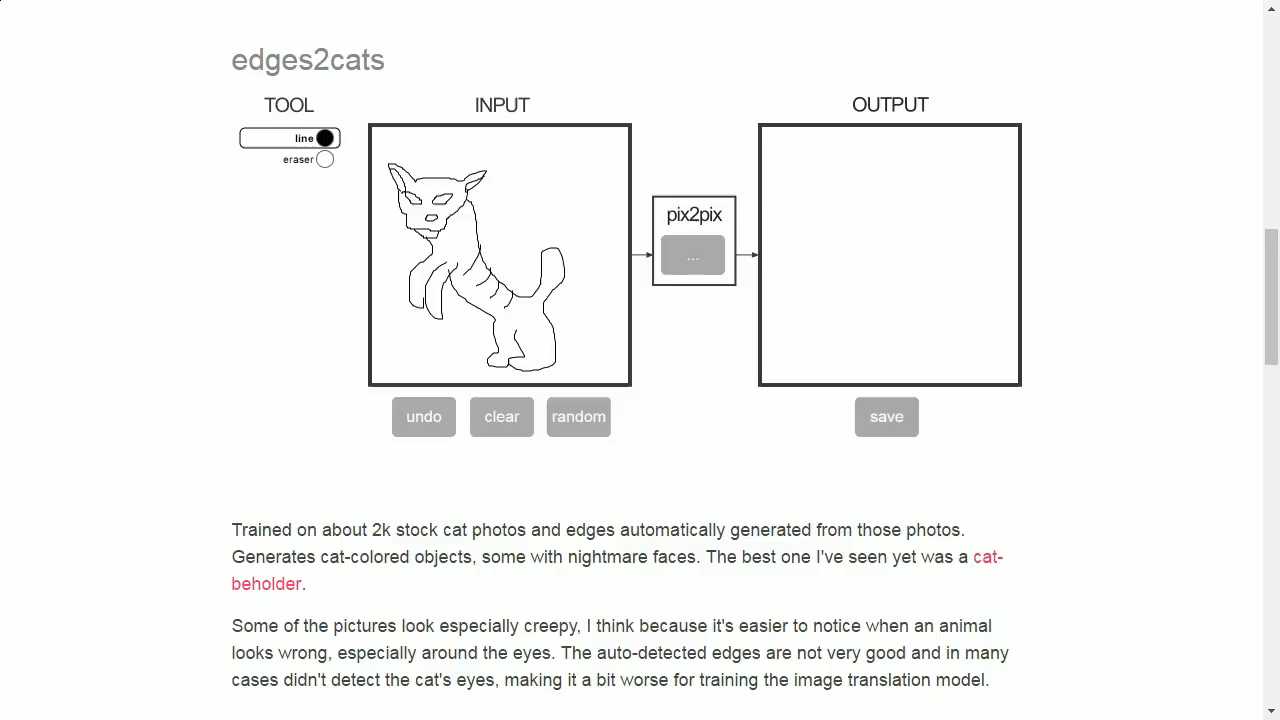 edges2cats
TOOL
INPUT
OUTPUT
line
eraser
pix2pix
...
undo
clear
random
save
Trained on about 2k stock cat photos and edges automatically generated from those photos.
Generates cat-colored objects, some with nightmare faces. The best one I've seen yet was a cat-
beholder.
Some of the pictures look especially creepy, I think because it's easier to notice when an animal
looks wrong, especially around the eyes. The auto-detected edges are not very good and in many
cases didn't detect the cat's eyes, making it a bit worse for training the image translation model.